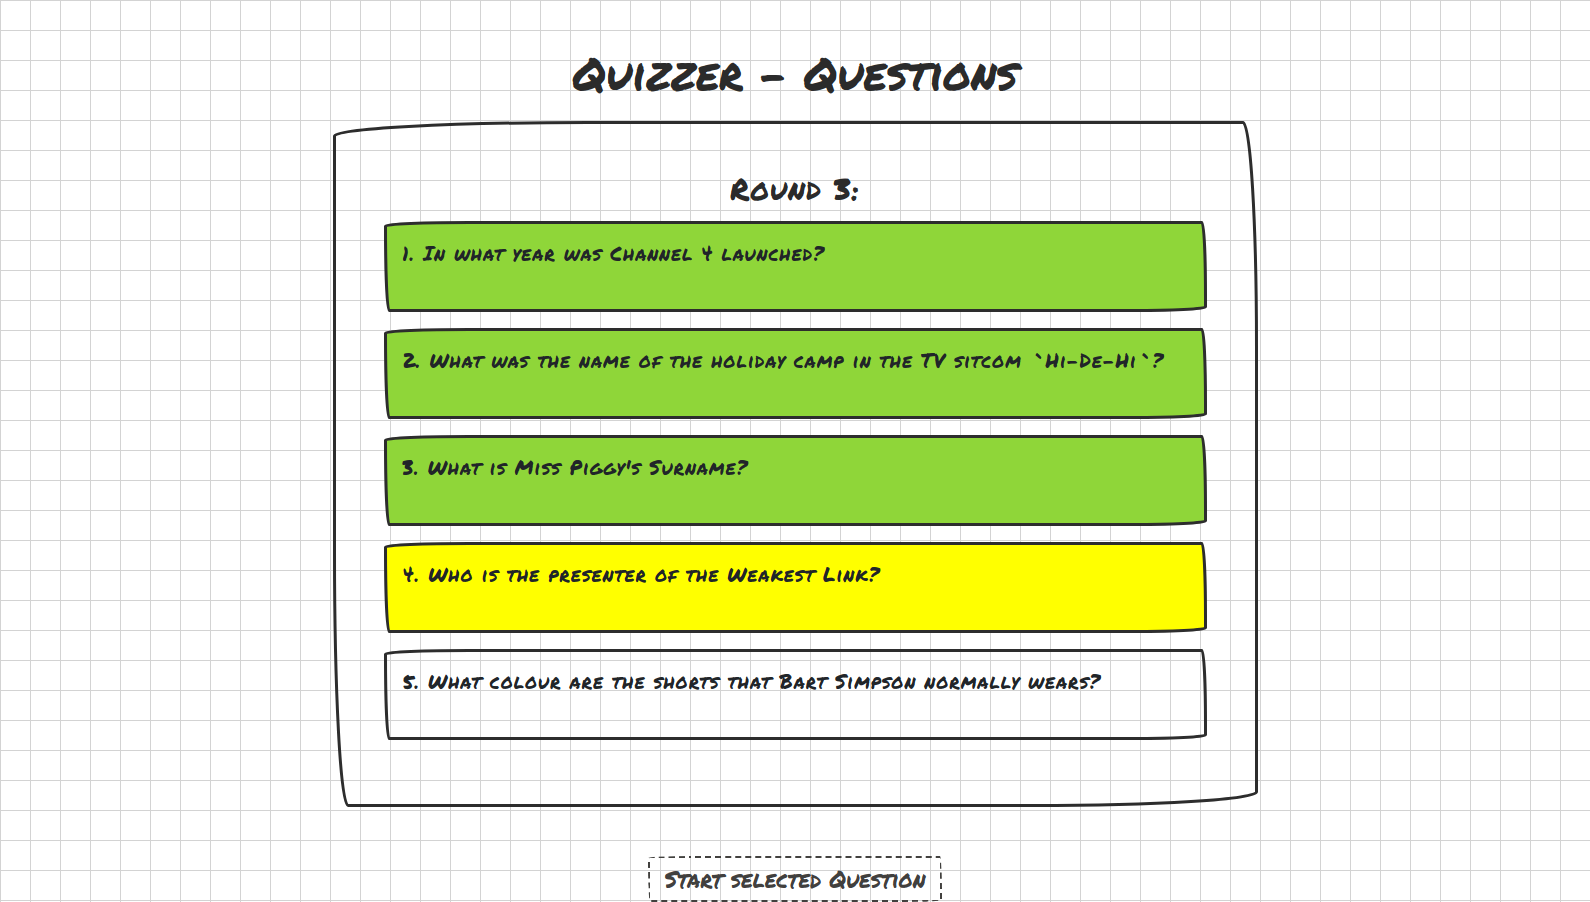 Quizzer - Questions
Round 3:
1. In what year was Channel 4 launched?
2. What was the name of the holiday camp in the TV sitcom `Hi-De-Hi`?
3. What is Miss Piggy's Surname?
4. Who is the presenter of the Weakest Link?
5. What colour are the shorts that Bart Simpson normally wears?
Start selected Question